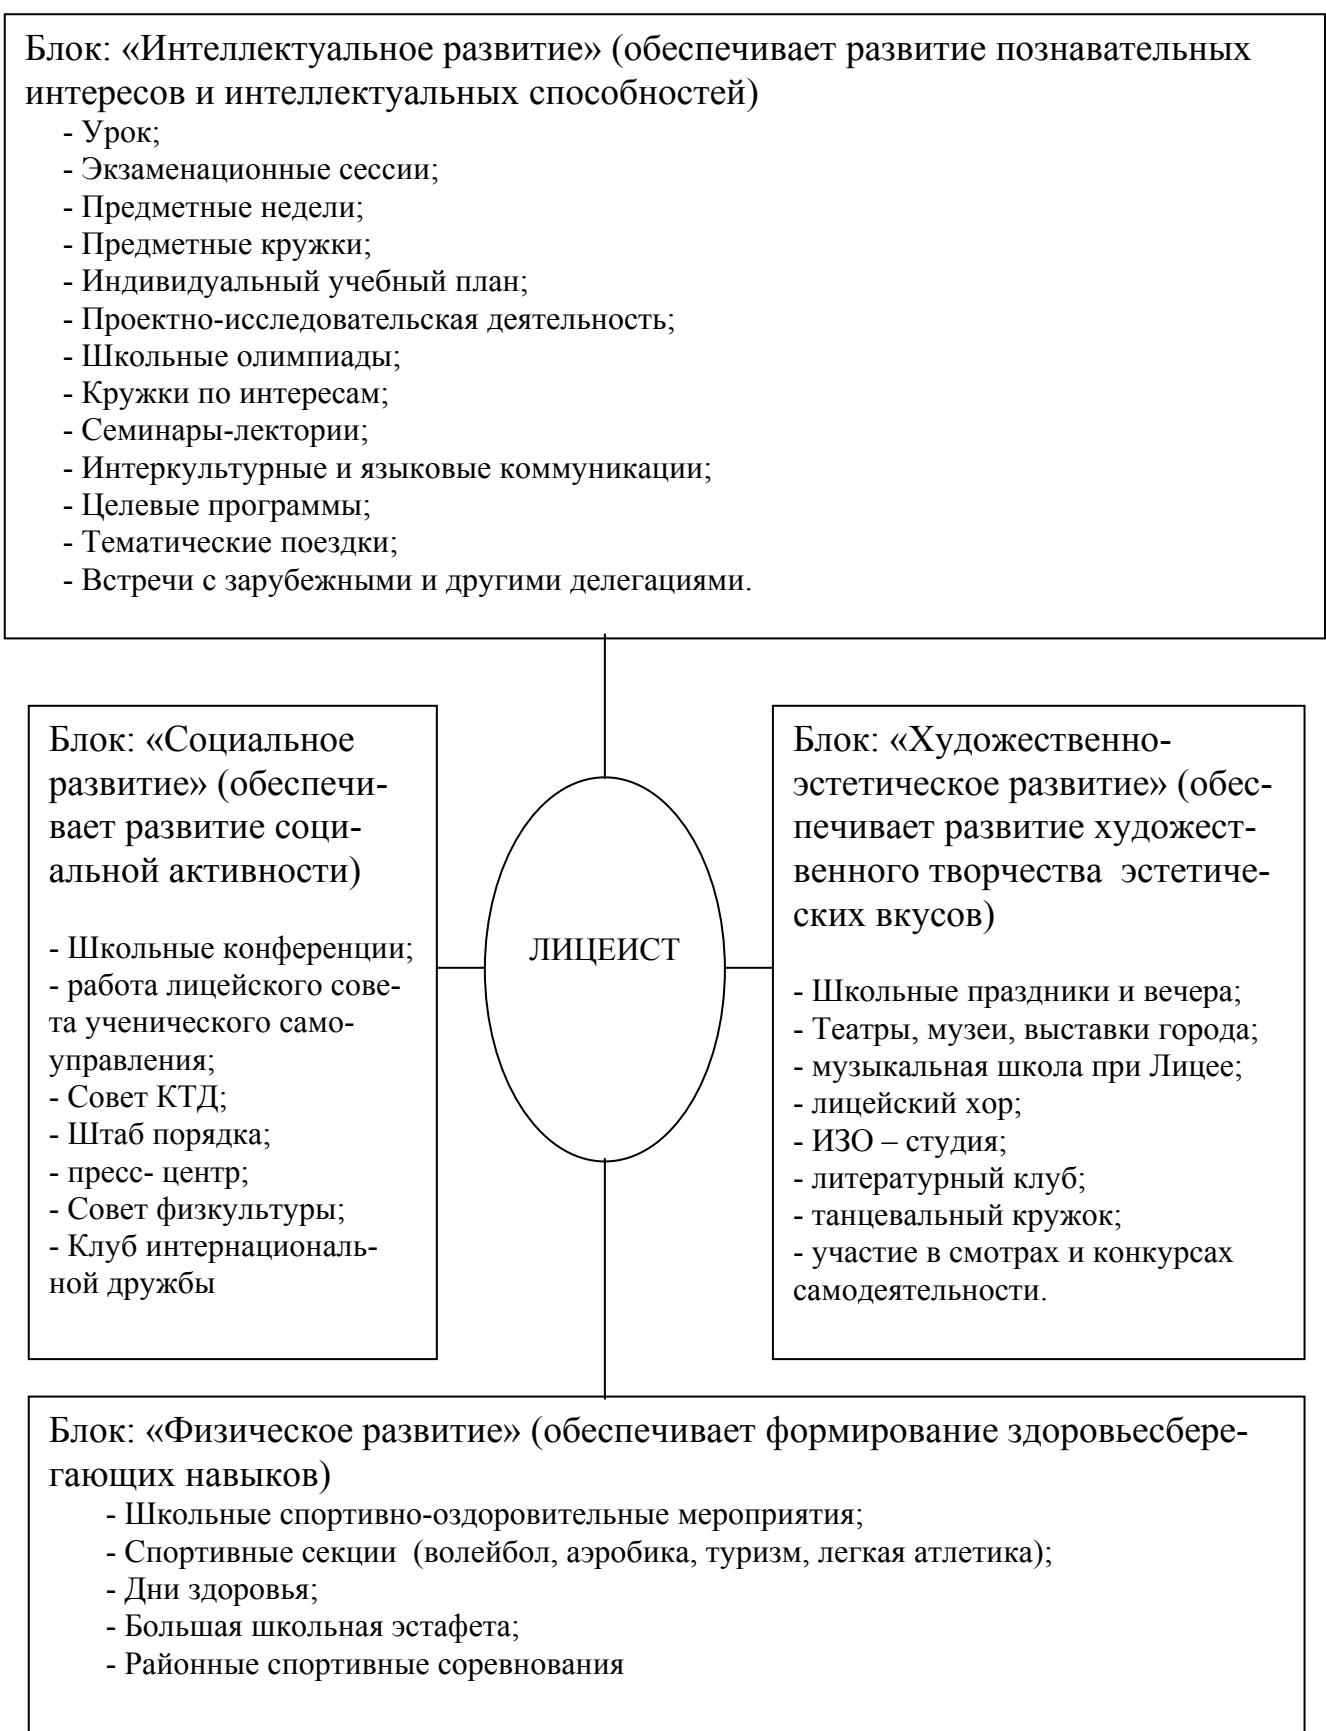 Блок: «Интеллектуальное развитие» (обеспечивает развитие познавательных
интересов и интеллектуальных способностей)
- Урок;
- Экзаменационные сессии;
- Предметные недели;
- Предметные кружки;
- Индивидуальный учебный план;
- Проектно-исследовательская деятельность;
- Школьные олимпиады;
- Кружки по интересам;
- Семинары-лектории;
- Интеркультурные и языковые коммуникации;
- Целевые программы;
- Тематические поездки;
- Встречи с зарубежными и другими делегациями.
Блок: «Социальное
развитие» (обеспечи-
вает развитие соци-
альной активности)
- Школьные конференции;
- работа лицейского сове-
та ученического само-
управления;
- Совет КТД;
- Штаб порядка;
- пресс- центр;
- Совет физкультуры;
- Клуб интернациональ-
ной дружбы
ЛИЦЕИСТ
Блок: «Художественно-
эстетическое развитие» (обес-
печивает развитие художест-
венного творчества  эстетиче-
ских вкусов)
- Школьные праздники и вечера;
- Театры, музеи, выставки города;
- музыкальная школа при Лицее;
- лицейский хор;
- ИЗО – студия;
- литературный клуб;
- танцевальный кружок;
- участие в смотрах и конкурсах
самодеятельности.
Блок: «Физическое развитие» (обеспечивает формирование здоровьесбере-
гающих навыков)
- Школьные спортивно-оздоровительные мероприятия;
- Спортивные секции  (волейбол, аэробика, туризм, легкая атлетика);
- Дни здоровья;
- Большая школьная эстафета;
- Районные спортивные соревнования